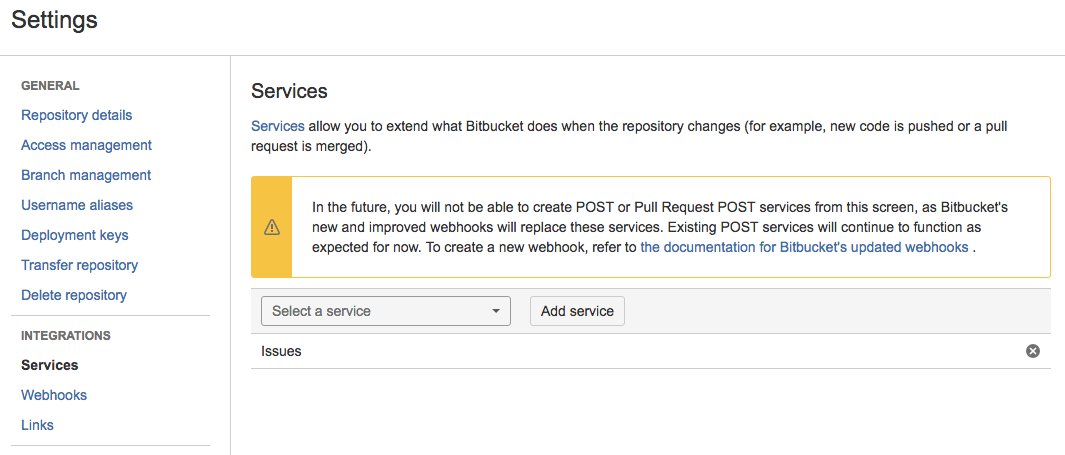 Settings
GENERAL
Repository details
Access management
Branch management
Username aliases
Deployment keys
Transfer repository
Delete repository
INTEGRATIONS
Services
Webhooks
Links
Services
Services allow you to extend what Bitbucket does when the repository changes (for example, new code is pushed or a pull
request is merged).
In the future, you will not be able to create POST or Pull Request POST services from this screen, as Bitbucket's
new and improved webhooks will replace these services. Existing POST services will continue to function as
expected for now. To create a new webhook, refer to the documentation for Bitbucket's updated webhooks .
Select a service
Add service
Issues